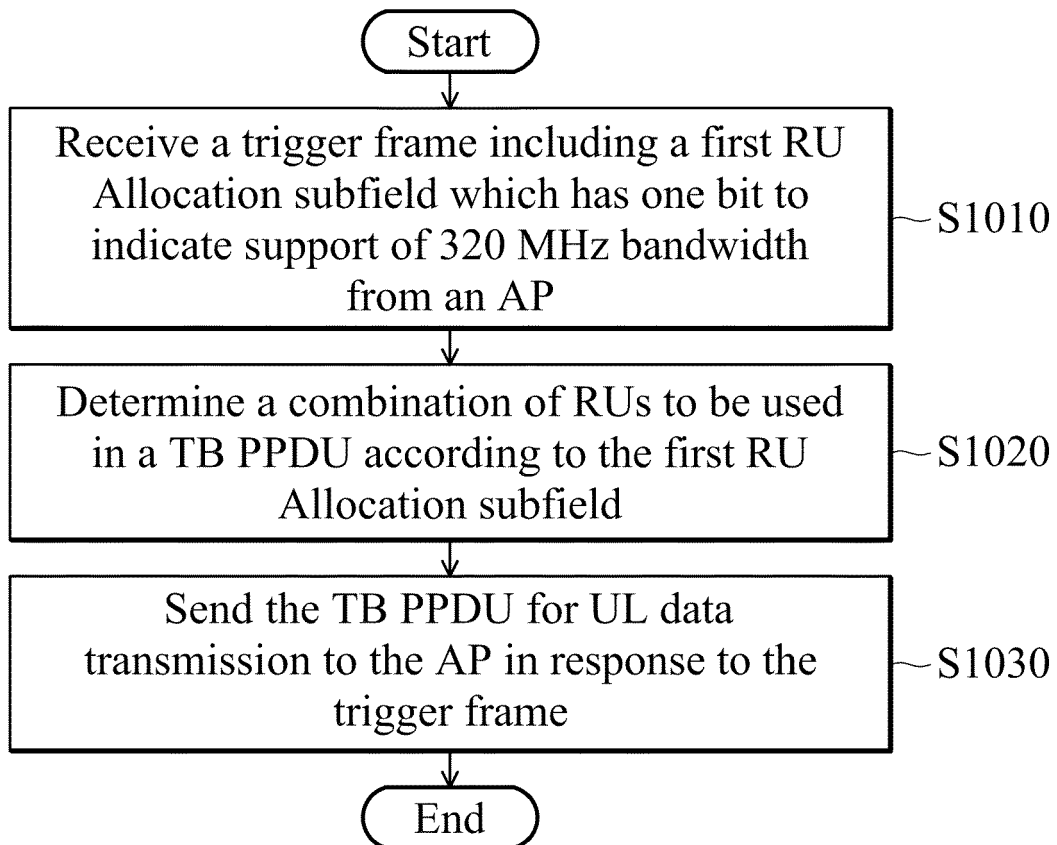 Start
Receive a trigger frame including a first RU
Allocation subfield which has one bit to
indicate support of 320 MHz bandwidth
from an AP
S1010
Determine a combination of RUs to be used
in a TB PPDU according to the first RU
Allocation subfield
S1020
Send the TB PPDU for UL data
transmission to the AP in response to the
trigger frame
S1030
End